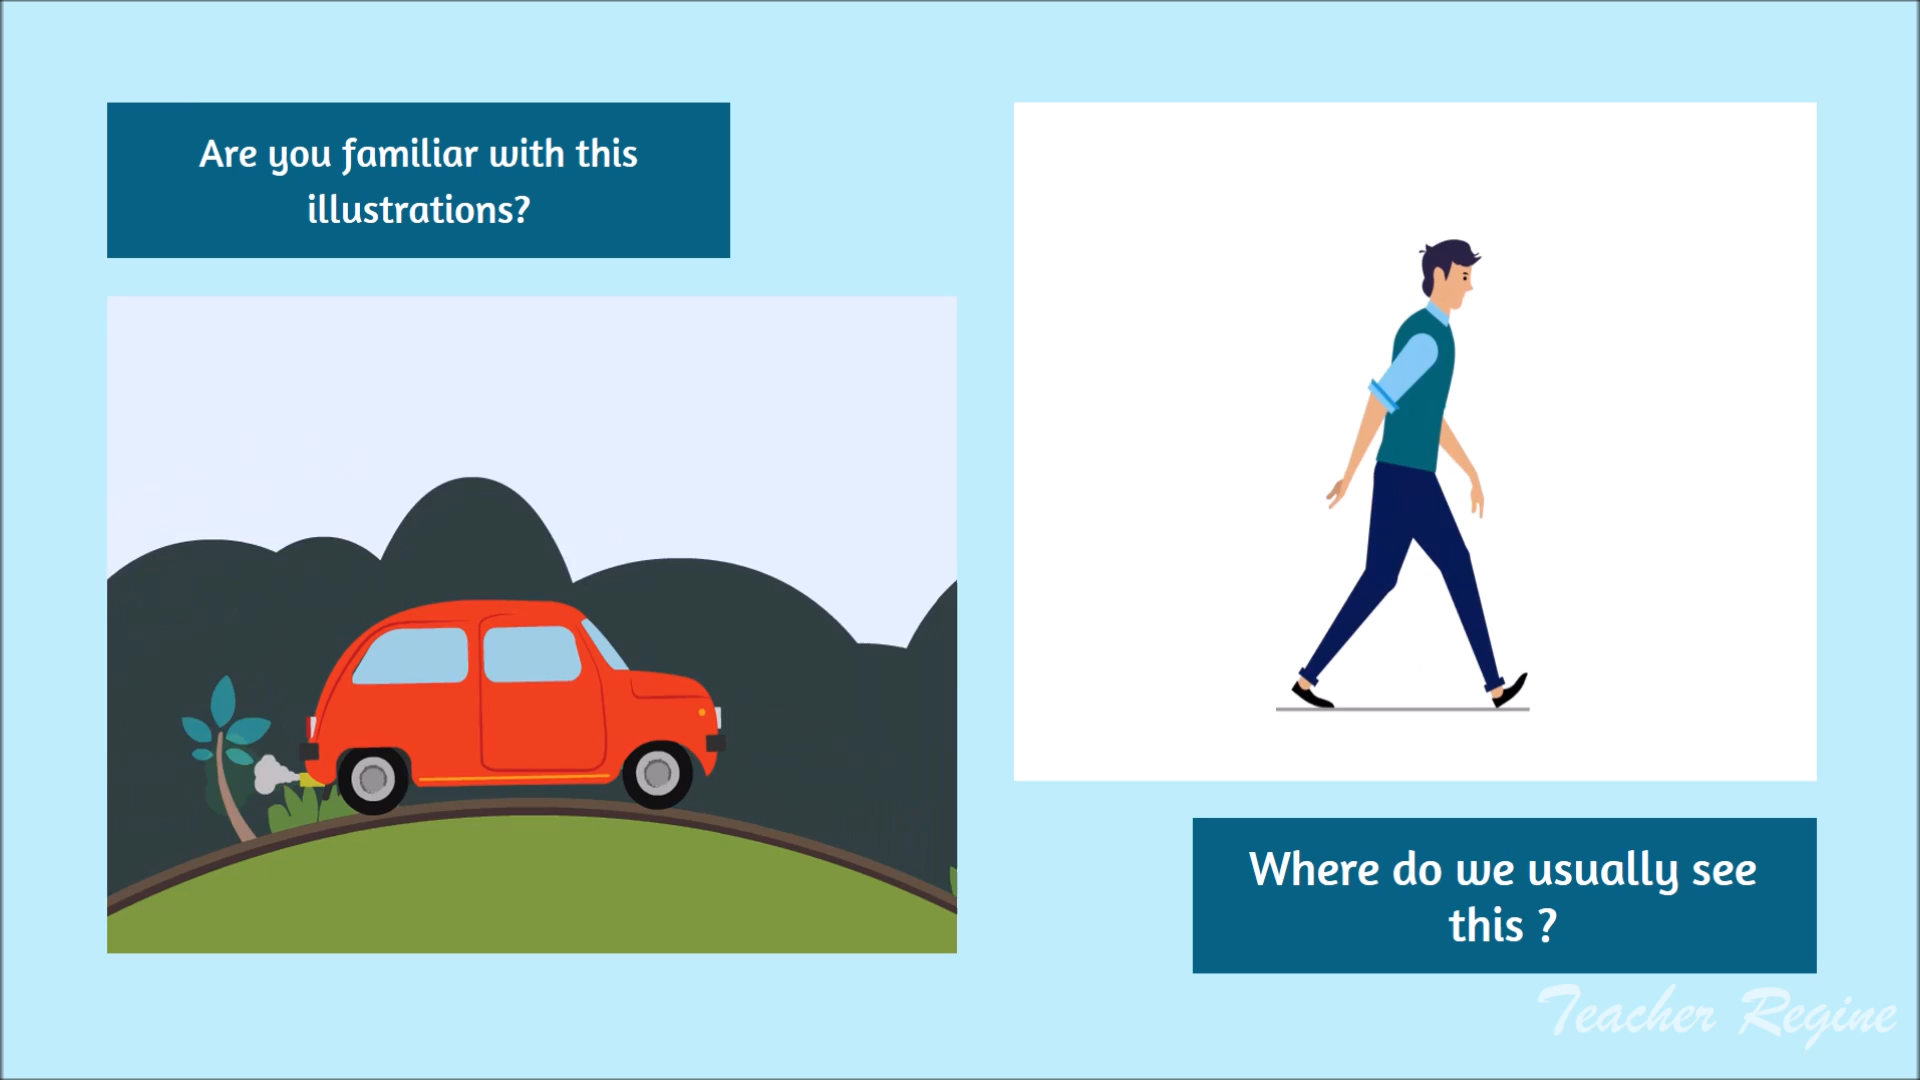 Are you familiar with this
illustrations?
Where do we usually see
this ?
Teacher Regine